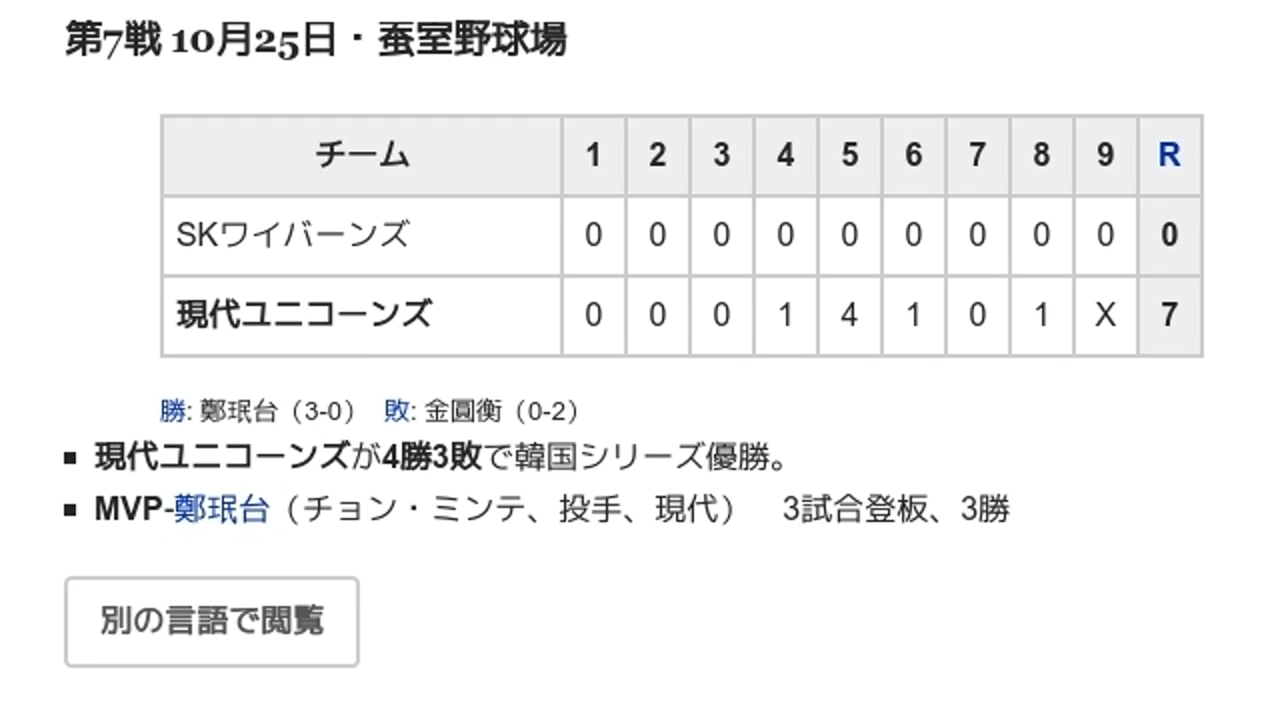 第7戦 10月25日・蚕室野球場
チーム 1 2 3 4 5 6 7 8 9 R
SKワイバーンズ 0 0 0 0 0 0 0 0 0 0
現代ユニコーンズ 0 0 0 1 4 1 0 1 X 7
勝: 鄭珉台（3-0） 敗: 金圓衡（0-2）
現代ユニコーンズが4勝3敗で韓国シリーズ優勝。
MVP-鄭珉台（チョン・ミンテ、投手、現代）　3試合登板、3勝
別の言語で閲覧